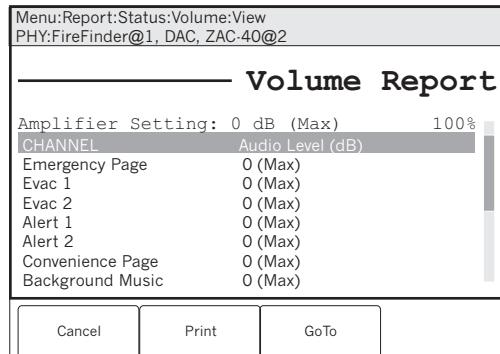 Menu:Report:Status:Volume:View
PHY:FireFinder@1, DAC, ZAC-40@2
Volume Report
Amplifier Setting: 0 dB (Max) 100%
CHANNEL Audio Level (dB)
Emergency Page 0 (Max)
Evac 1 0 (Max)
Evac 2 0 (Max)
Alert 1 0 (Max)
Alert 2 0 (Max)
Convenience Page 0 (Max)
Background Music 0 (Max)
Cancel Print GoTo